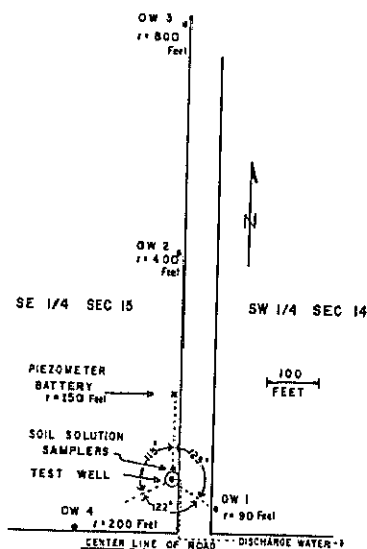 OW 3
r = 800
Feet
OW 2
r = 400
Feet
N
SE 1/4 SEC 15
SW 1/4 SEC 14
PIEZOMETER
BATTERY
r = 150 Feet
100
FEET
SOIL SOLUTION
SAMPLERS
TEST WELL
122°
OW 1
r = 90 Feet
OW 4
r = 200 Feet
CENTER LINE OF ROAD
DISCHARGE WATER